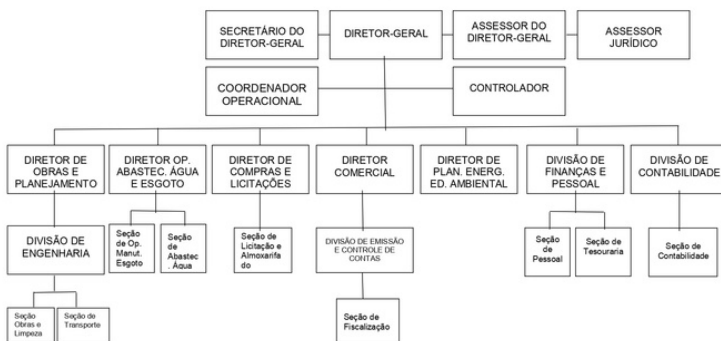 SECRETÁRIO DO
DIRETOR-GERAL
DIRETOR-GERAL
ASSESSOR DO
DIRETOR-GERAL
ASSESSOR
JURÍDICO
COORDENADOR
OPERACIONAL
CONTROLADOR
DIRETOR DE
OBRAS E
PLANEJAMENTO
DIRETOR OP.
ABASTEC. ÁGUA
E ESGOTO
DIRETOR DE
COMPRAS E
LICITAÇÕES
DIRETOR
COMERCIAL
DIRETOR DE
PLAN. ENERG.
ED. AMBIENTAL
DIVISÃO DE
FINANÇAS E
PESSOAL
DIVISÃO DE
CONTABILIDADE
DIVISÃO DE
ENGENHARIA
Seção
de Op.
Manut.
Esgoto
Seção
de
Abastec
. Água
Seção de
Licitação e
Almoxarifa
do
DIVISÃO DE EMISSÃO
E CONTROLE DE
CONTAS
Seção
de
Pessoal
Seção de
Tesouraria
Seção de
Contabilidade
Seção
Obras e
Limpeza
Seção de
Transporte
Seção de
Fiscalização